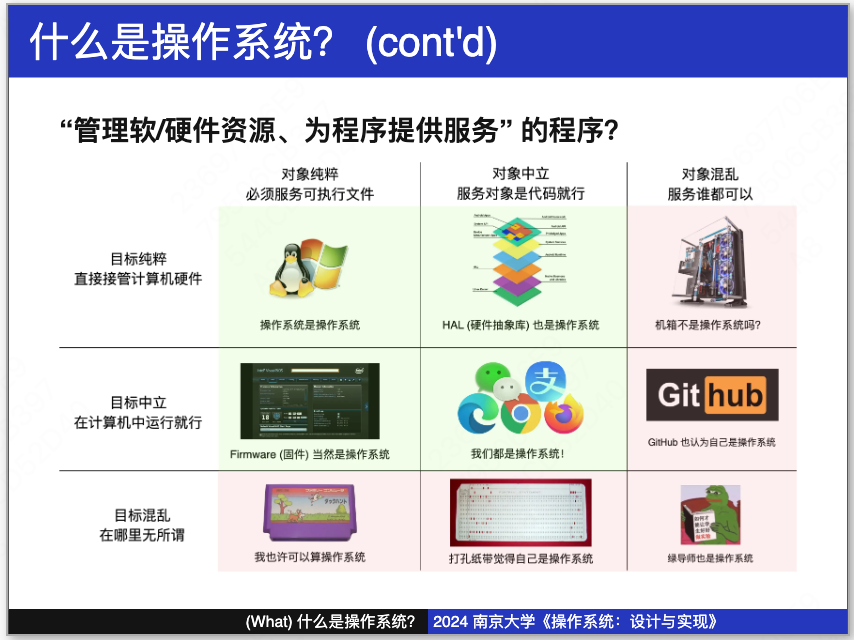 什么是操作系统? (cont'd)
“管理软/硬件资源、为程序提供服务” 的程序?
对象纯粹
必须服务可执行文件
对象中立
服务对象是代码就行
对象混乱
服务谁都可以
目标纯粹
直接接管计算机硬件
操作系统是操作系统
HAL (硬件抽象库) 也是操作系统
机箱不是操作系统吗?
目标中立
在计算机中运行就行
Firmware (固件) 当然是操作系统
支
我们都是操作系统!
Git hub
GitHub 也认为自己是操作系统
目标混乱
在哪里无所谓
我也许可以算操作系统
打孔纸带觉得自己是操作系统
绿导师也是操作系统
(What) 什么是操作系统?
2024 南京大学《操作系统：设计与实现》